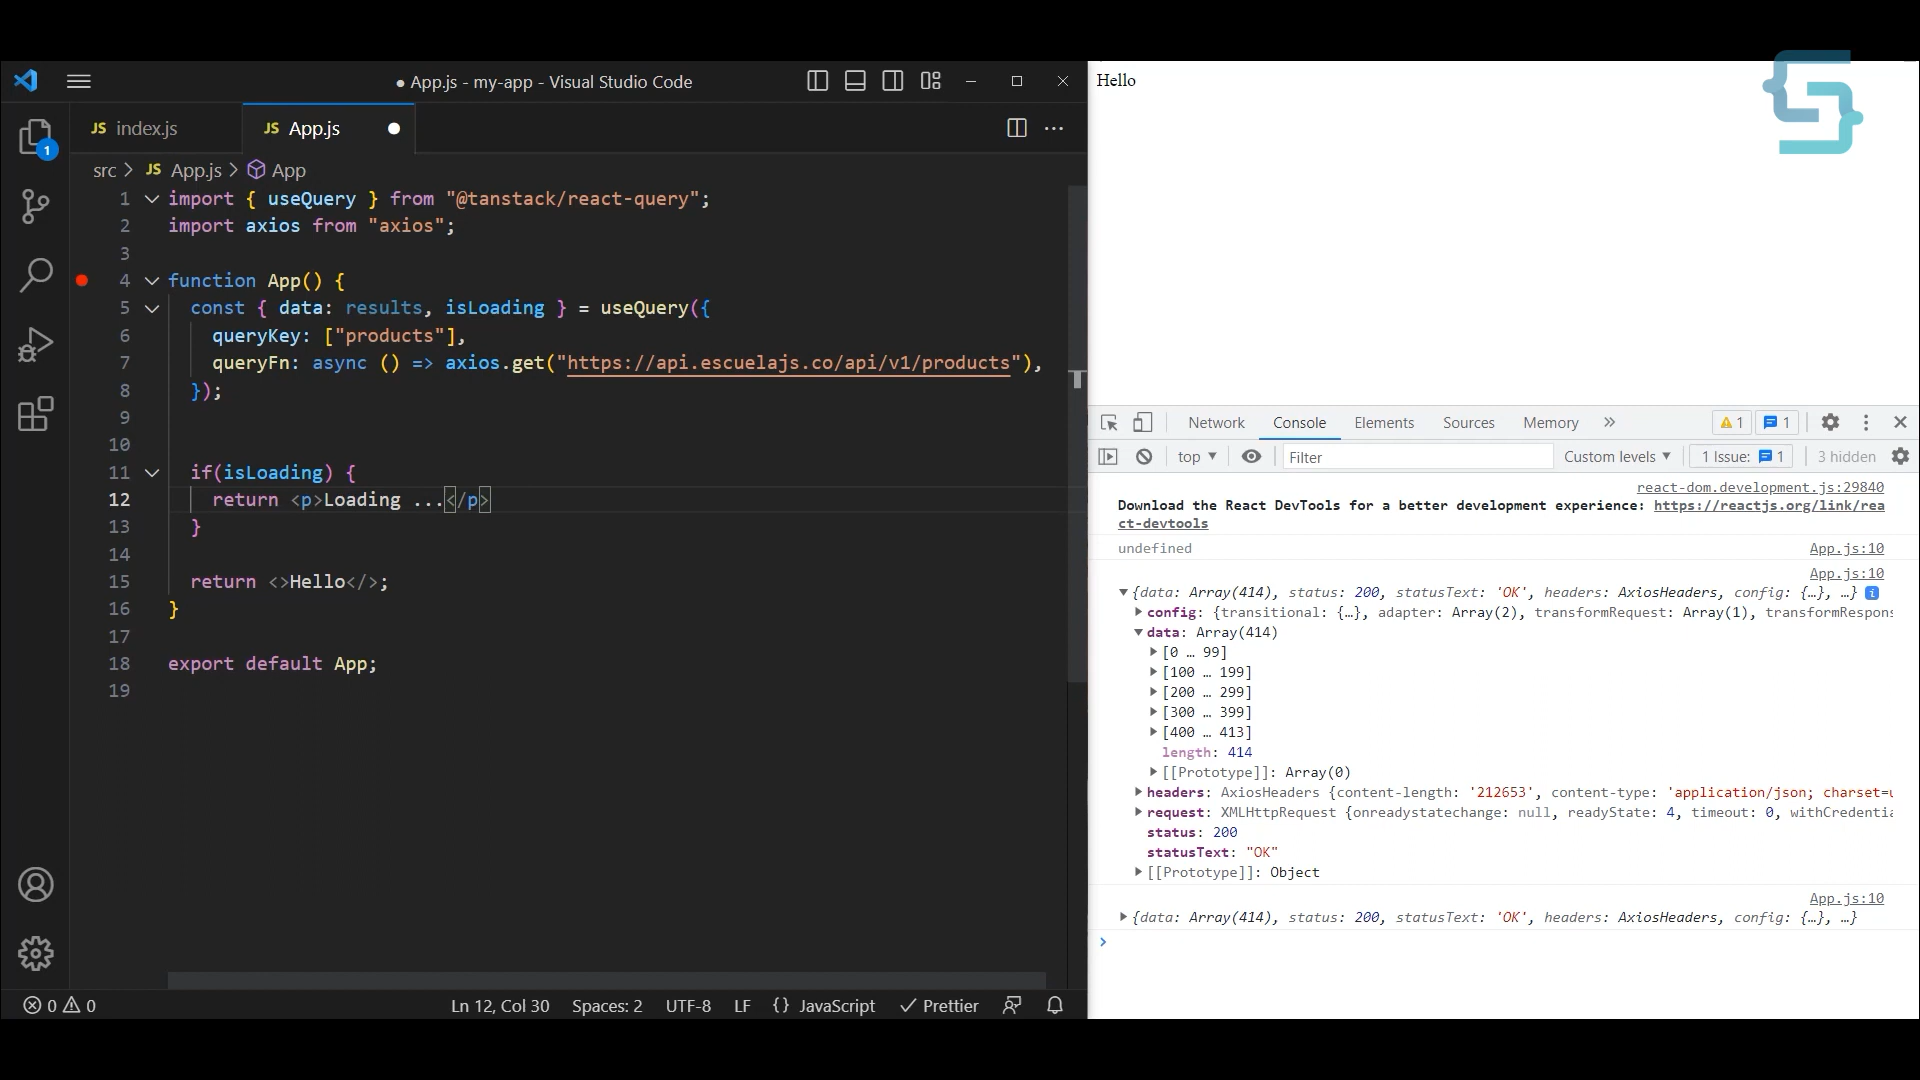 ● App.js - my-app - Visual Studio Code
JS index.js
JS App.js
1
src > JS App.js > App
1 import { useQuery } from "@tanstack/react-query";
2 import axios from "axios";
3
4 function App() {
5 const { data: results, isLoading } = useQuery({
6 queryKey: ["products"],
7 queryFn: async () => axios.get("https://api.escuelajs.co/api/v1/products"),
8 });
9
10
11 if(isLoading) {
12 return <p>Loading ...</p>
13 }
14
15 return <>Hello</>;
16 }
17
18 export default App;
19
0 0
Ln 12, Col 30 Spaces: 2 UTF-8 LF {} JavaScript Prettier
Hello
Network Console Elements Sources Memory » 1 1
top Filter Custom levels 1 Issue: 1 3 hidden
react-dom.development.js:29840
Download the React DevTools for a better development experience: https://reactjs.org/link/rea
ct-devtools
undefined App.js:10
App.js:10
{data: Array(414), status: 200, statusText: 'OK', headers: AxiosHeaders, config: {…}, …} i
config: {transitional: {…}, adapter: Array(2), transformRequest: Array(1), transformRespons
data: Array(414)
[0 … 99]
[100 … 199]
[200 … 299]
[300 … 399]
[400 … 413]
length: 414
[[Prototype]]: Array(0)
headers: AxiosHeaders {content-length: '212653', content-type: 'application/json; charset=u
request: XMLHttpRequest {onreadystatechange: null, readyState: 4, timeout: 0, withCredentia
status: 200
statusText: "OK"
[[Prototype]]: Object
App.js:10
{data: Array(414), status: 200, statusText: 'OK', headers: AxiosHeaders, config: {…}, …}